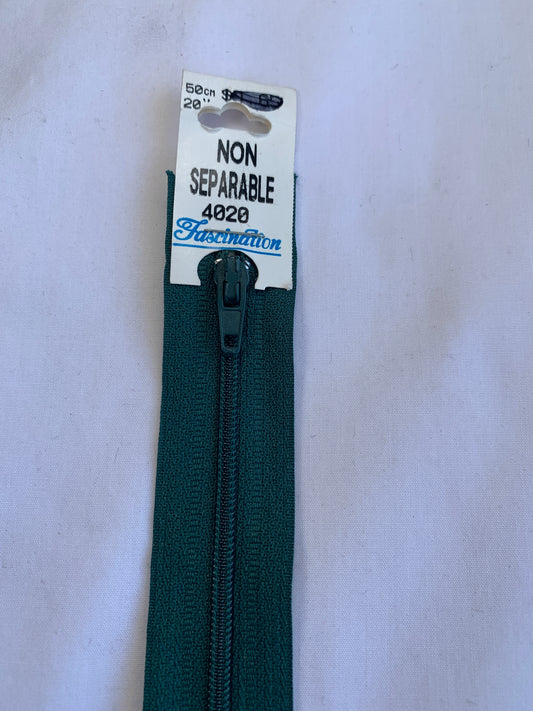 50cm $
20"
NON
SEPARABLE
4020
Fascination